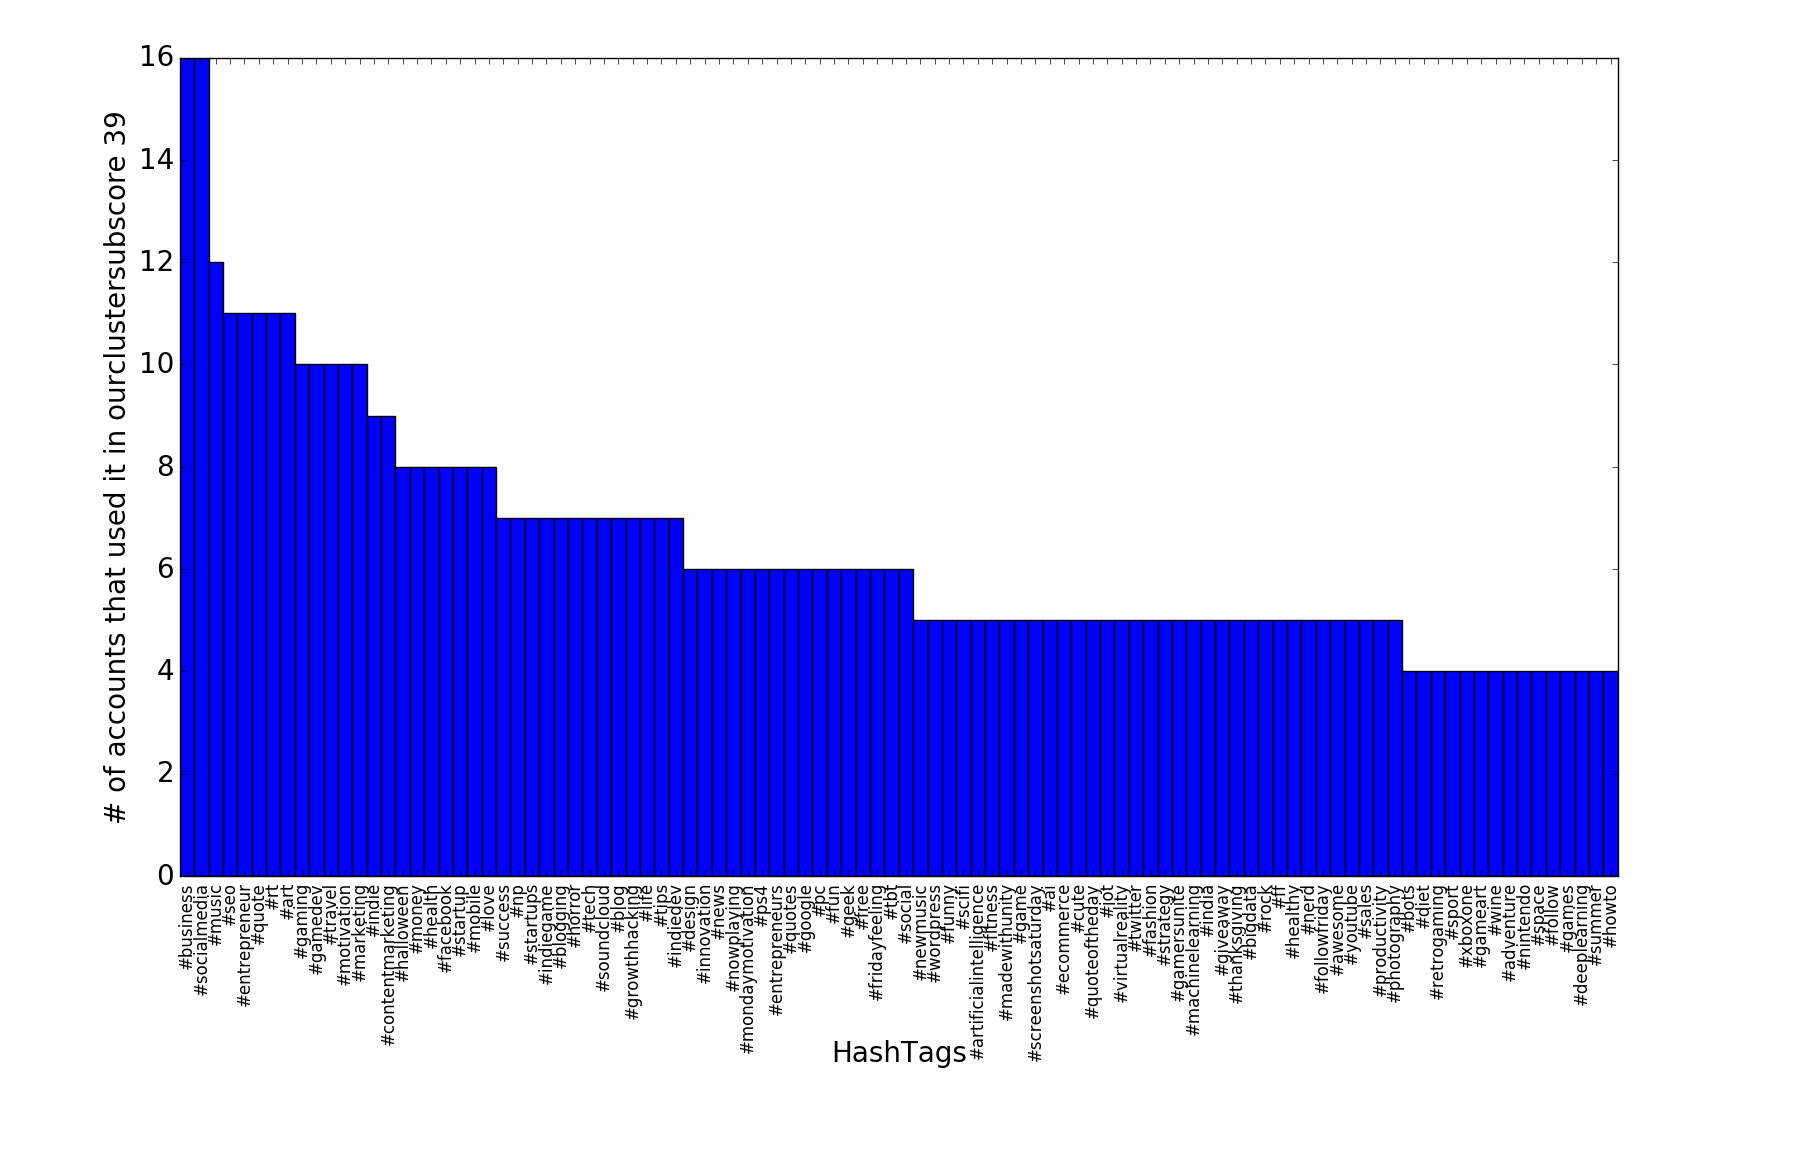 # of accounts that used it in ourclustersubscore 39
16
14
12
10
8
6
4
2
0
#business
#socialmedia
#music
#seo
#entrepreneur
#quote
#rt
#art
#gaming
#gamedev
#travel
#motivation
#marketing
#indie
#contentmarketing
#halloween
#money
#health
#facebook
#startup
#mobile
#love
#success
#np
#startups
#indiegame
#blogging
#horror
#tech
#soundcloud
#blog
#growthhacking
#life
#tips
#indiedev
#design
#innovation
#news
#nowplaying
#mondaymotivation
#ps4
#entrepreneurs
#quotes
#google
#pc
#fun
#geek
#free
#fridayfeeling
#tbt
#social
#newmusic
#wordpress
#funny
#scifi
#artificialintelligence
#fitness
#madewithunity
#game
#screenshotsaturday
#ai
#ecommerce
#cute
#quoteoftheday
#iot
#virtualreality
#twitter
#fashion
#strategy
#gamersunite
#machinelearning
#india
#giveaway
#thanksgiving
#bigdata
#rock
#ff
#healthy
#nerd
#followfriday
#awesome
#youtube
#sales
#productivity
#photography
#bots
#diet
#retrogaming
#sport
#xboxone
#gameart
#wine
#adventure
#nintendo
#space
#follow
#games
#deeplearning
#summer
#howto
HashTags